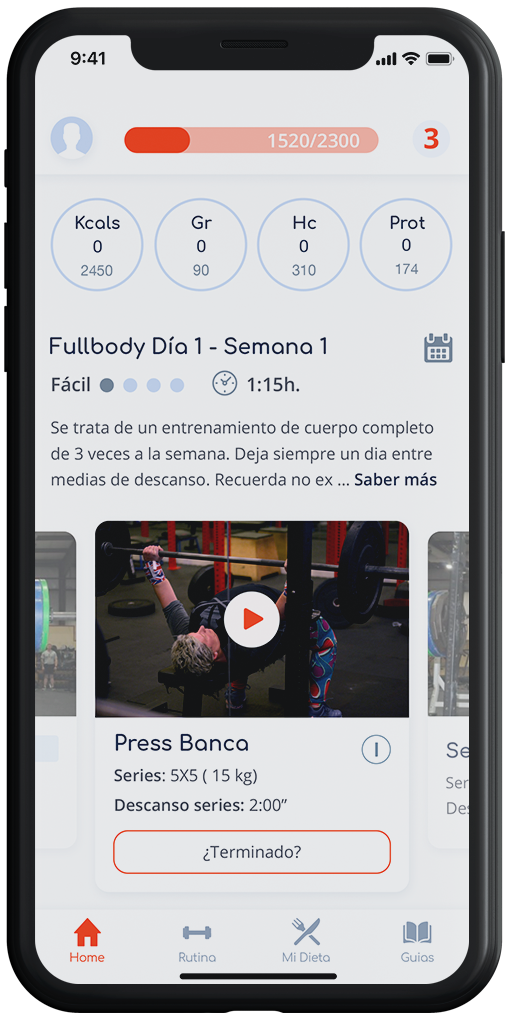 9:41
1520/2300
3
Kcals
0
2450
Gr
0
90
Hc
0
310
Prot
0
174
Fullbody Día 1 - Semana 1
Fácil
1:15h.
Se trata de un entrenamiento de cuerpo completo
de 3 veces a la semana. Deja siempre un dia entre
medias de descanso. Recuerda no ex ... Saber más
Press Banca
I
Series: 5X5 ( 15 kg)
Descanso series: 2:00”
¿Terminado?
Se
Ser
Des
Home
Rutina
Mi Dieta
Guias